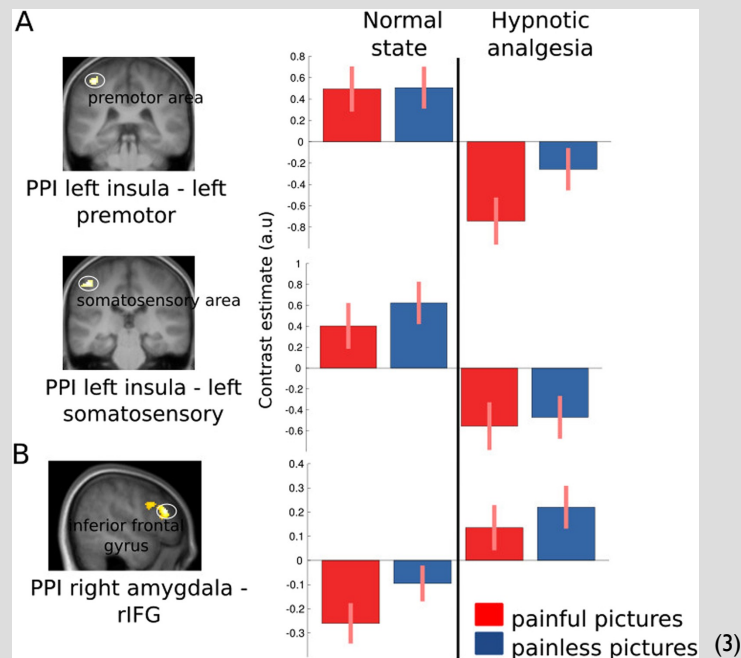 A
Normal
state
Hypnotic
analgesia
premotor area
PPI left insula - left
premotor
somatosensory area
PPI left insula - left
somatosensory
Contrast estimate (a.u)
0.8
0.6
0.4
0.2
0
-0.2
-0.4
-0.6
-0.8
1
0.8
0.6
0.4
0.2
0
-0.2
-0.4
-0.6
B
inferior frontal
gyrus
PPI right amygdala -
rIFG
0.4
0.3
0.2
0.1
0
-0.1
-0.2
-0.3
painful pictures
painless pictures
(3)